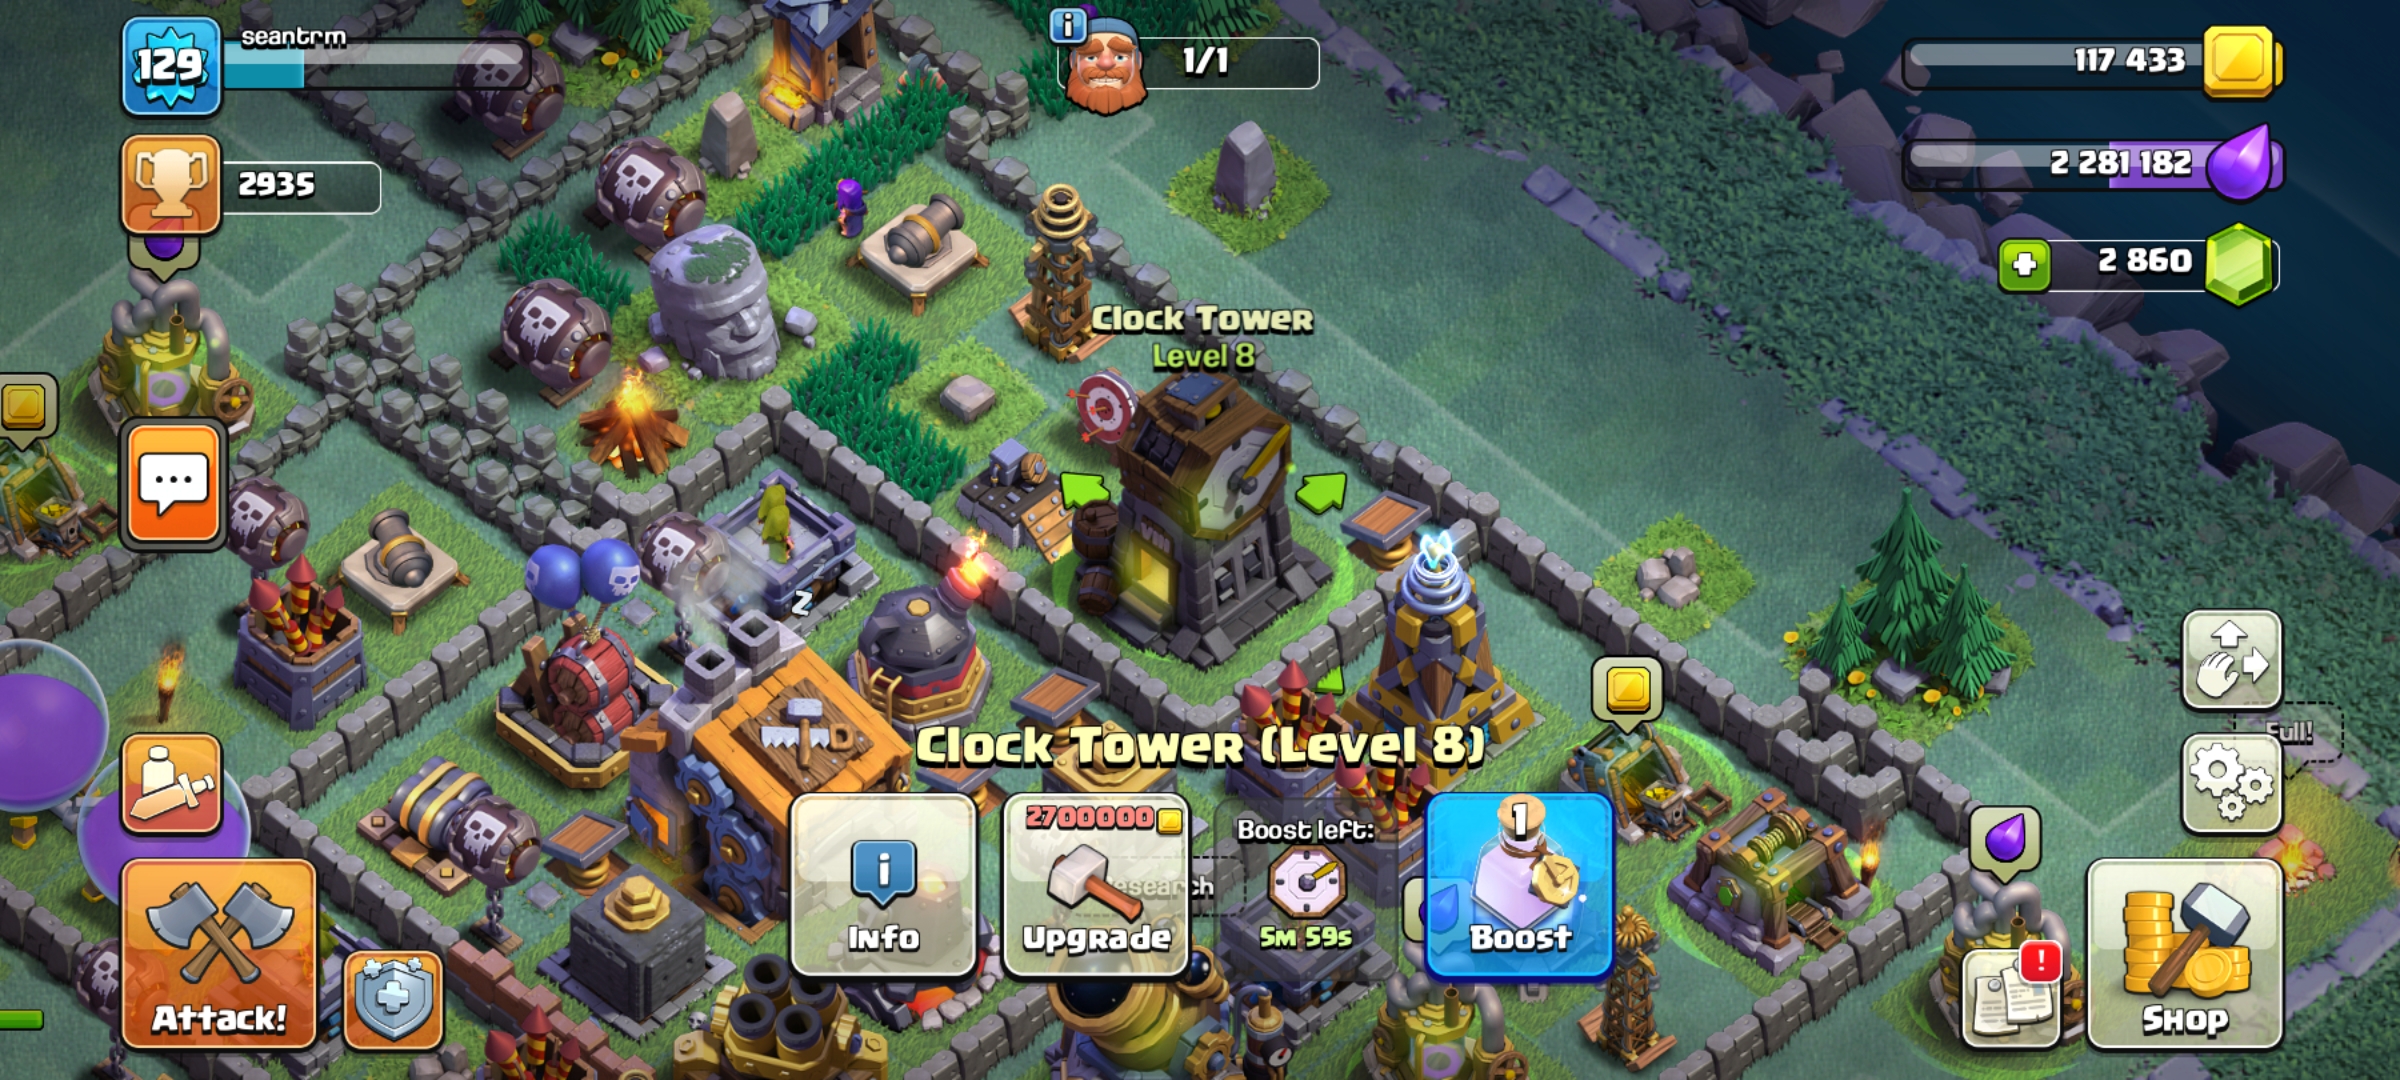 seantrm
129
1/1
117 433
2935
2 281 182
2 860
Clock Tower
Level 8
z
Full!
Clock Tower (Level 8)
2700000
Boost left:
1
Research
Info
Upgrade
5m 59s
Boost
!
Attack!
Shop